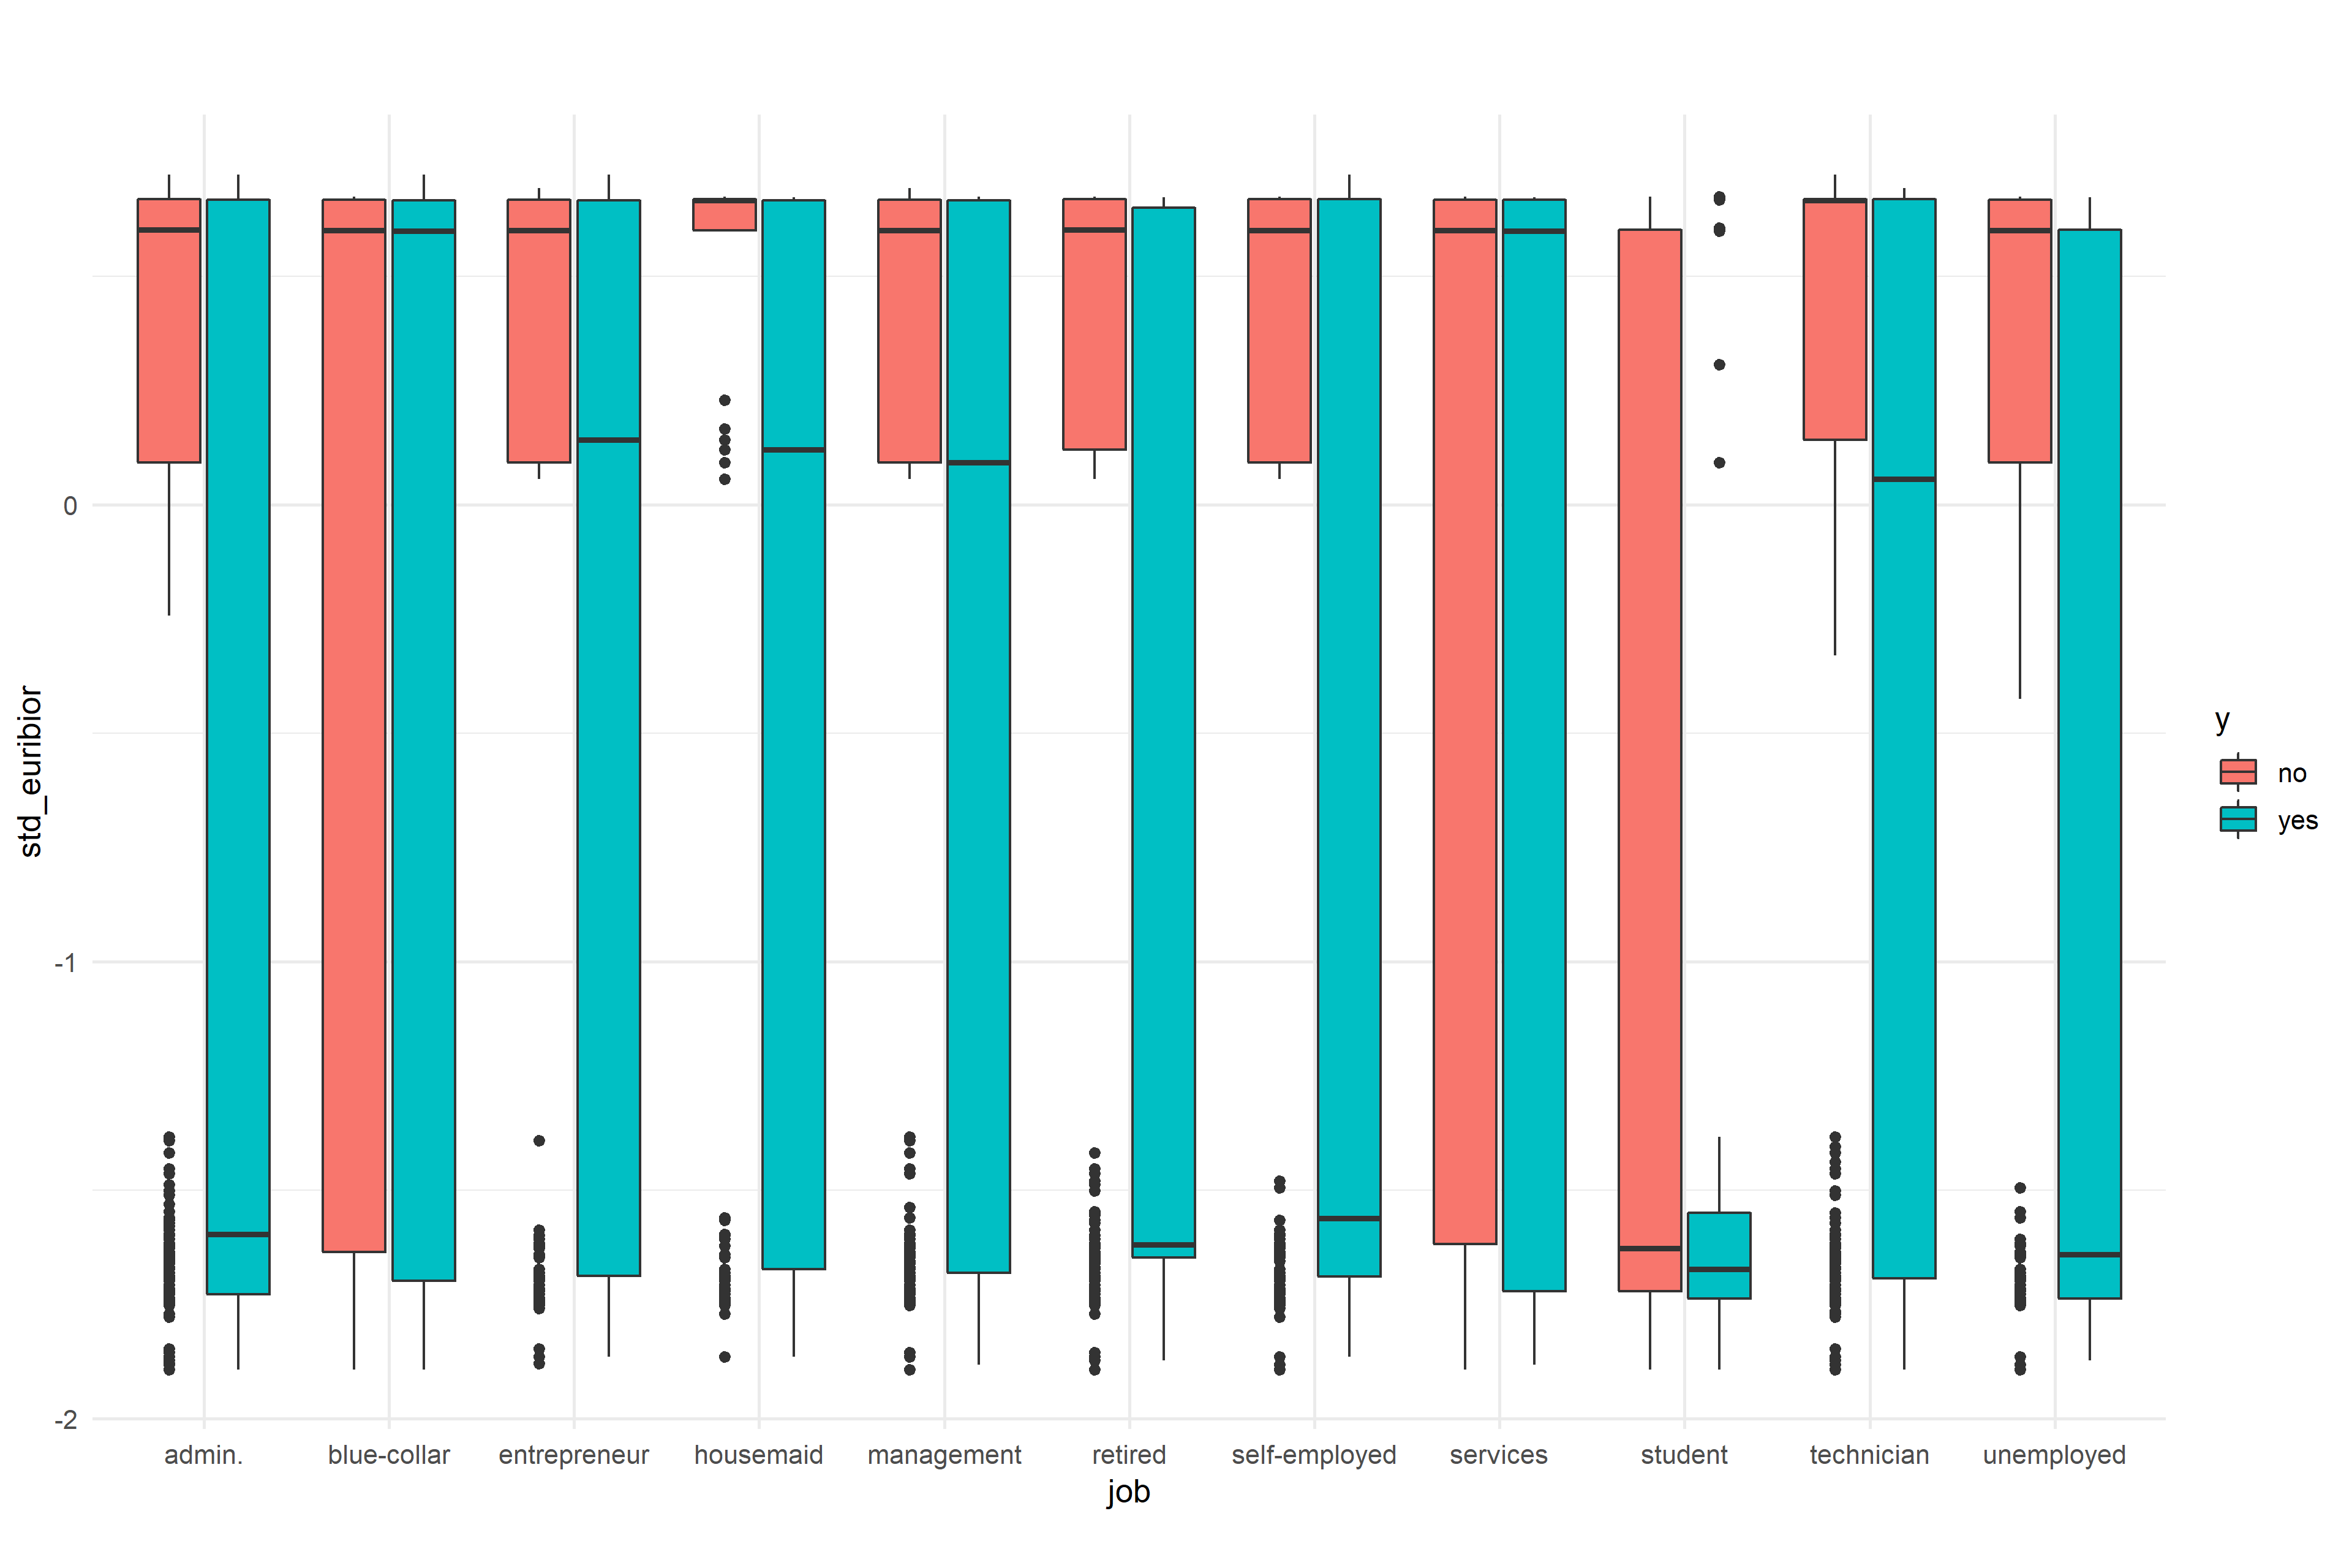 0
-1
-2
std_euribior
admin.
blue-collar
entrepreneur
housemaid
management
retired
self-employed
services
student
technician
unemployed
job
y
no
yes